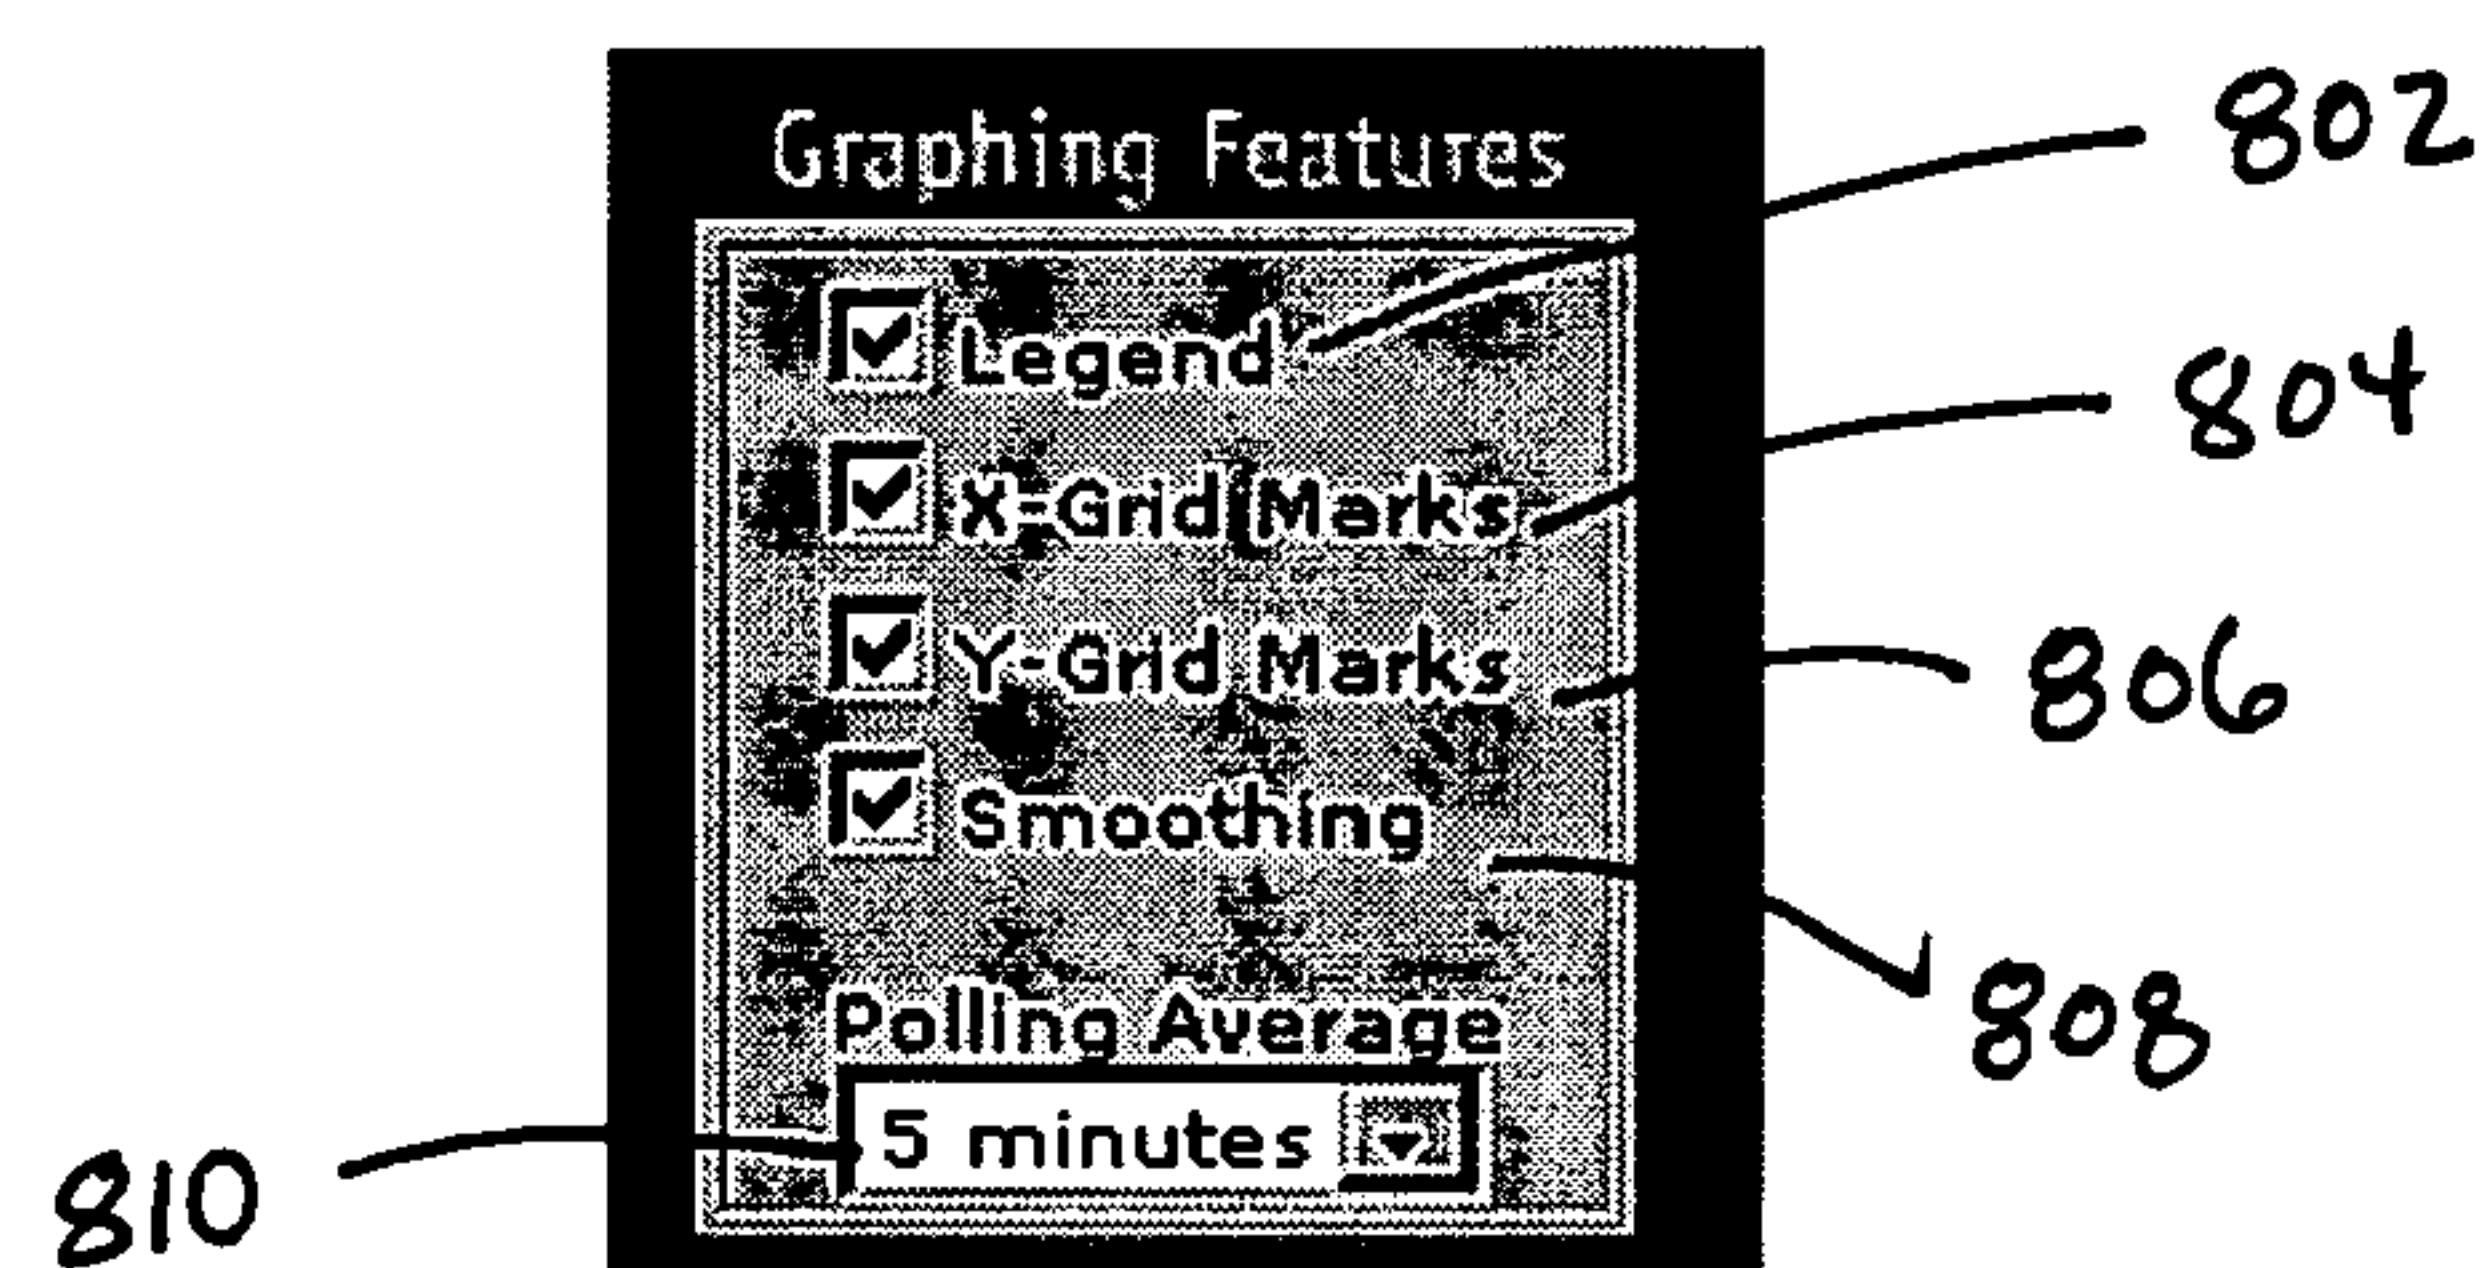 Graphing Features
802
Legend
804
X-Grid Marks
806
Y-Grid Marks
Smoothing
808
Polling Average
810
5 minutes